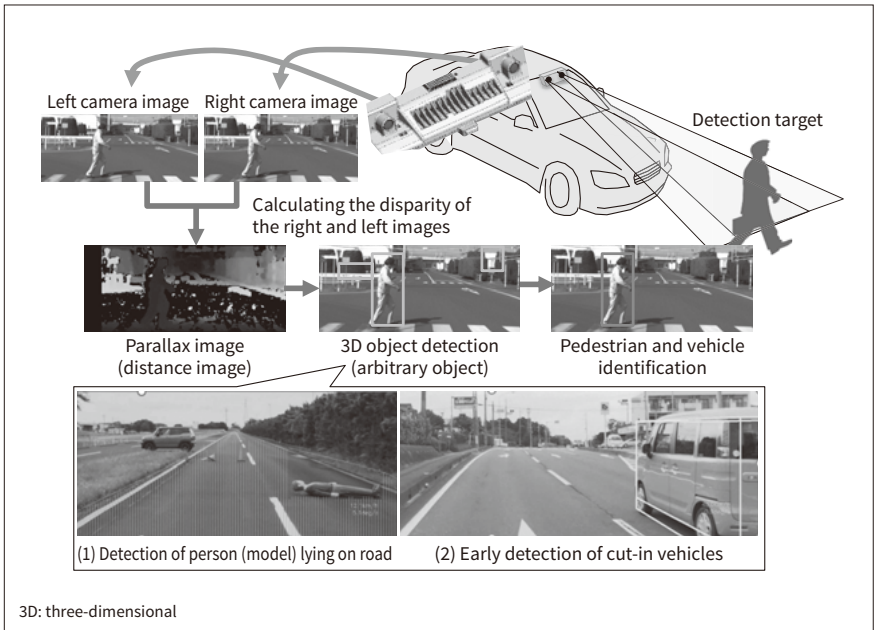 Left camera image
Right camera image
Detection target
Calculating the disparity of
the right and left images
Parallax image
(distance image)
3D object detection
(arbitrary object)
Pedestrian and vehicle
identification
(1) Detection of person (model) lying on road
(2) Early detection of cut-in vehicles
3D: three-dimensional